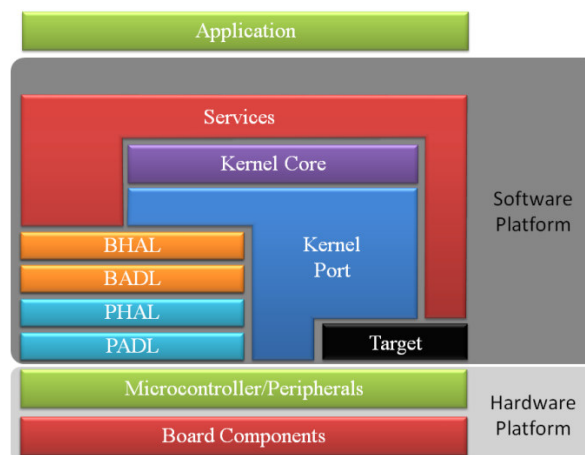 Application
Services
Kernel Core
Software
Platform
BHAL
Kernel
Port
BADL
PHAL
PADL
Target
Microcontroller/Peripherals
Hardware
Platform
Board Components